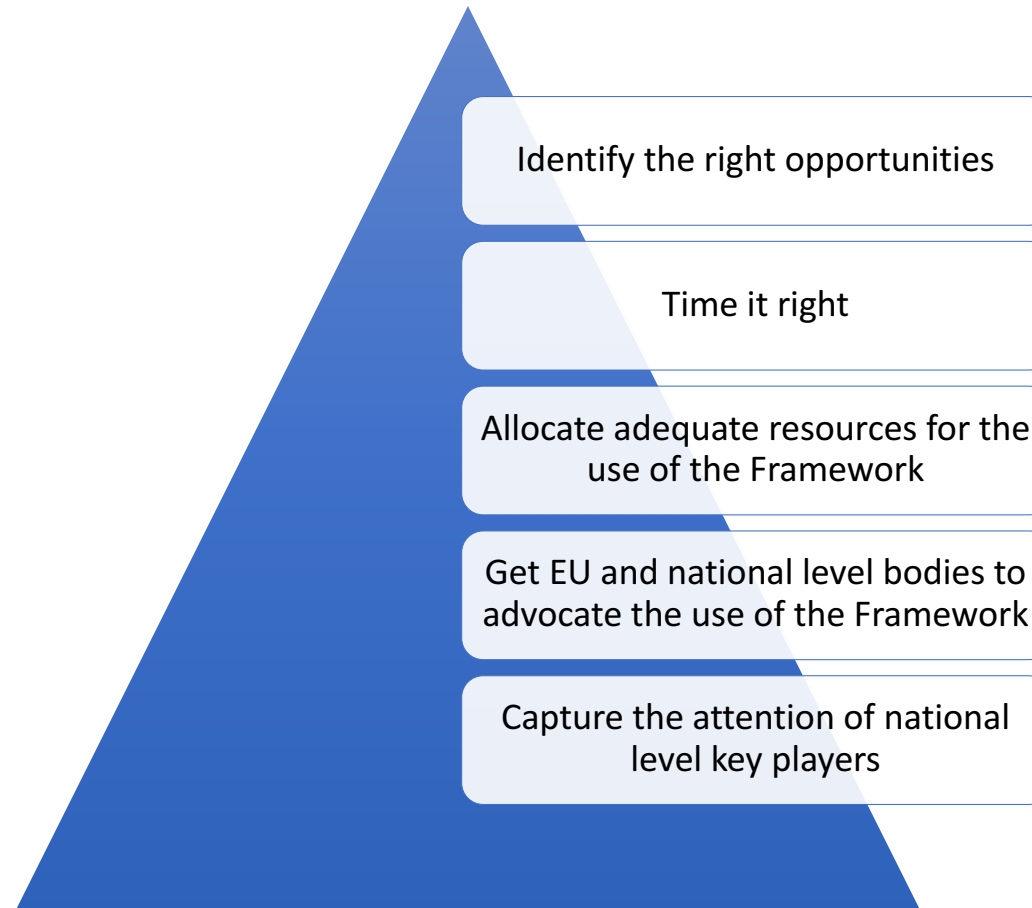 Identify the right opportunities
Time it right
Allocate adequate resources for the
use of the Framework
Get EU and national level bodies to
advocate the use of the Framework
Capture the attention of national
level key players